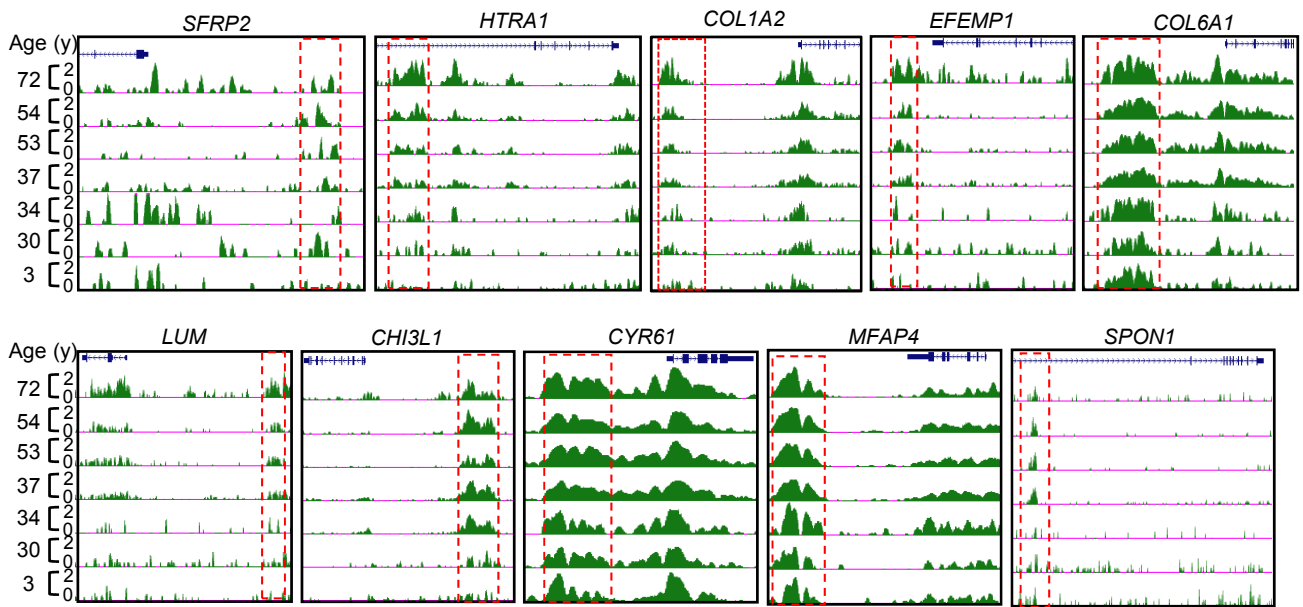 SFRP2 HTRA1 COL1A2 EFEMP1 COL6A1
Age (y)
72 2 0
54 2 0
53 2 0
37 2 0
34 2 0
30 2 0
3 2 0
LUM CHI3L1 CYR61 MFAP4 SPON1
Age (y)
72 2 0
54 2 0
53 2 0
37 2 0
34 2 0
30 2 0
3 2 0